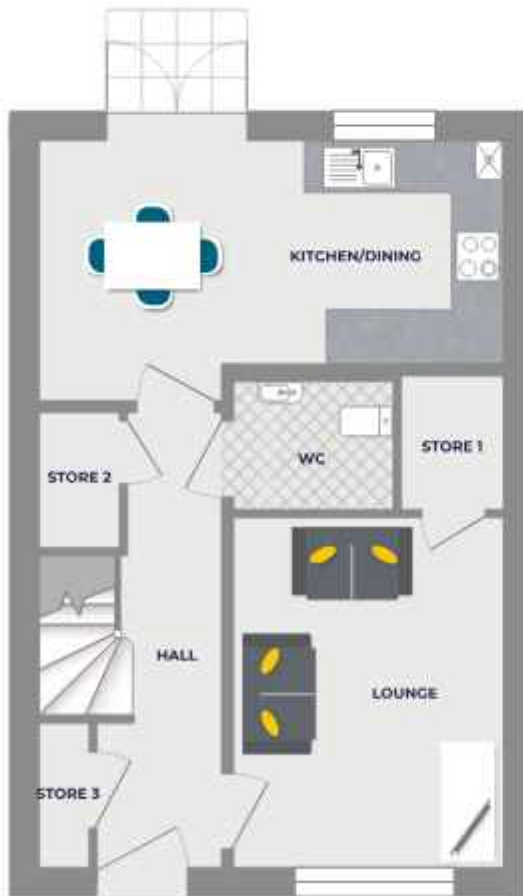 KITCHEN/DINING
WC
STORE 1
STORE 2
HALL
LOUNGE
STORE 3